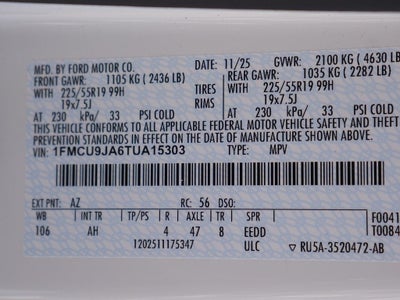 MFD. BY FORD MOTOR CO. 11/25 GVWR: 2100 KG (4630 LB)
FRONT GAWR: 1105 KG (2436 LB) REAR GAWR: 1035 KG (2282 LB)
WITH 225/55R19 99H TIRES WITH 225/55R19 99H
19x7.5J RIMS 19x7.5J
AT 230 kPa/ 33 PSI COLD AT 230 kPa/ 33 PSI COLD
THIS VEHICLE CONFORMS TO ALL APPLICABLE FEDERAL MOTOR VEHICLE SAFETY
PREVENTION STANDARDS IN EFFECT ON THE DATE OF MANUFACTURE SHOWN
VIN: 1FMCU9JA6TUA15303 TYPE: MPV
EXT PNT: AZ RC: 56 DSO:
WB INT TR TP/PS R AX TR SPR F0041
106 AH 4 47 8 EEDD T0084
1202511175347 ULC RU5A-3520472-AB